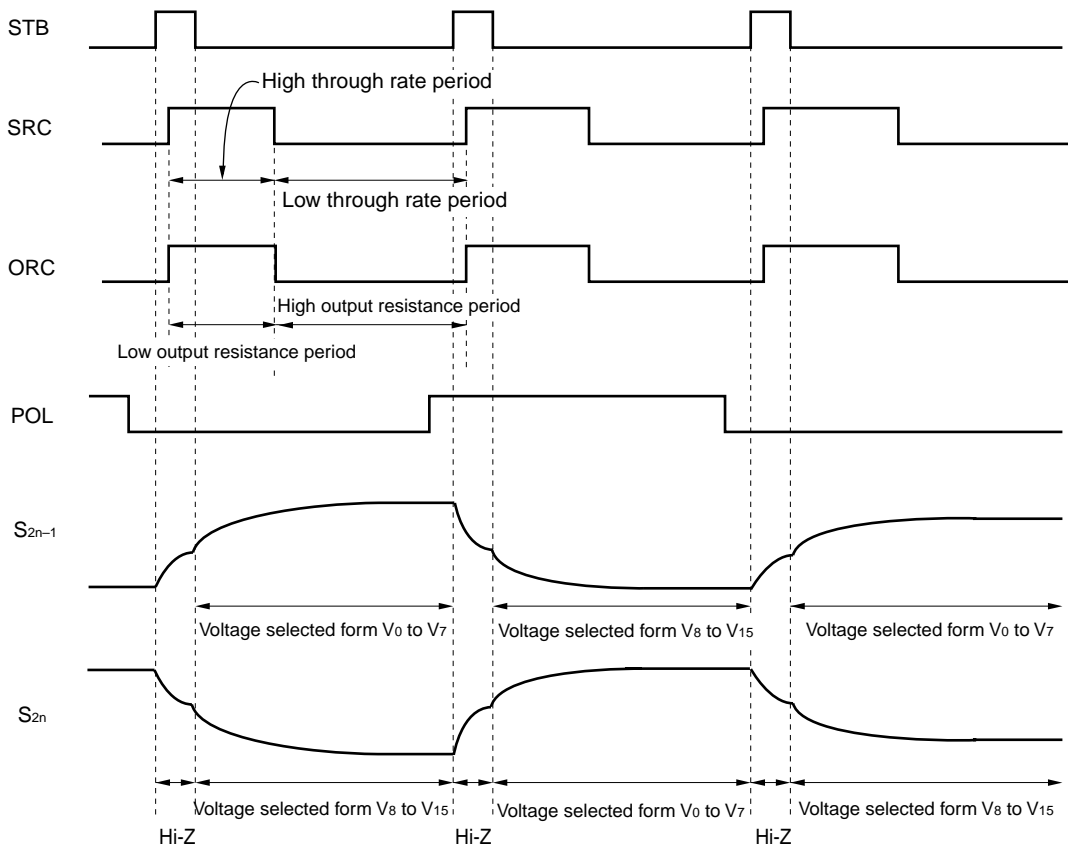 STB
High through rate period
SRC
Low through rate period
ORC
High output resistance period
Low output resistance period
POL
S2n–1
Voltage selected form V0 to V7
Voltage selected form V8 to V15
Voltage selected form V0 to V7
S2n
Voltage selected form V8 to V15
Voltage selected form V0 to V7
Voltage selected form V8 to V15
Hi-Z
Hi-Z
Hi-Z